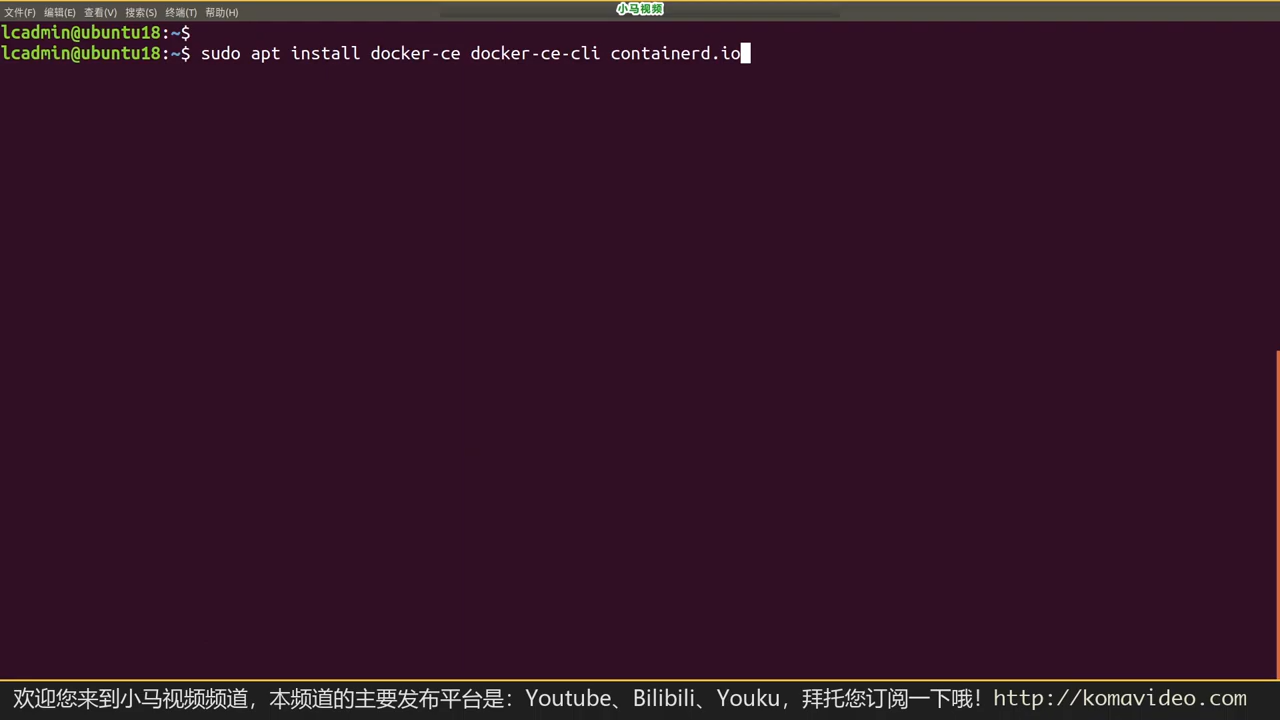 小马视频
文件(F) 编辑(E) 查看(V) 搜索(S) 终端(T) 帮助(H)
lcadmin@ubuntu18:~$
lcadmin@ubuntu18:~$ sudo apt install docker-ce docker-ce-cli containerd.io
欢迎您来到小马视频频道，本频道的主要发布平台是：Youtube、Bilibili、Youku，拜托您订阅一下哦！http://komavideo.com